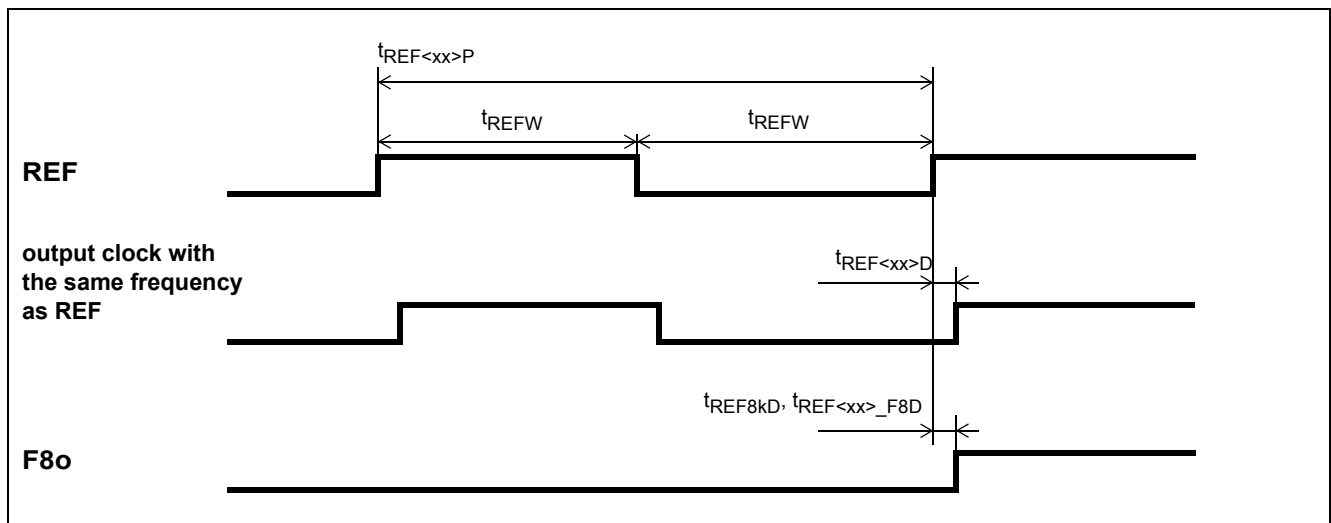 tREF<xx>P
tREFW tREFW
REF
output clock with
the same frequency
as REF
tREF<xx>D
tREF8kD, tREF<xx>_F8D
F8o